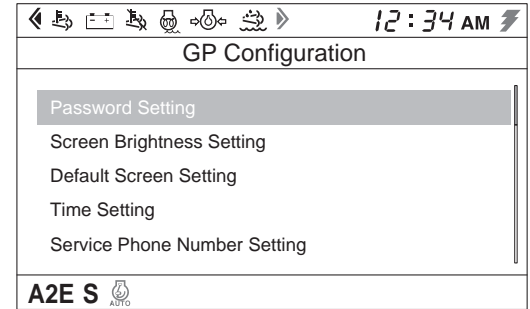 12:34 AM
GP Configuration
Password Setting
Screen Brightness Setting
Default Screen Setting
Time Setting
Service Phone Number Setting
A2E S AUTO